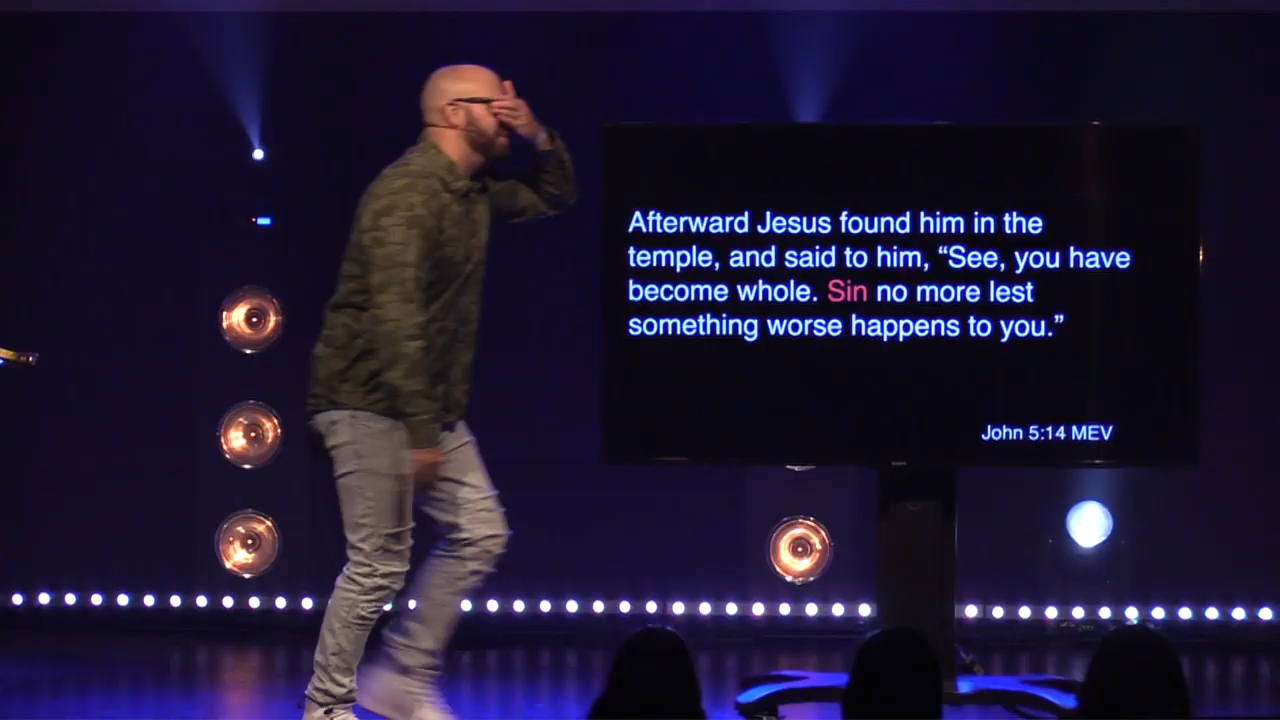 Afterward Jesus found him in the
temple, and said to him, “See, you have
become whole. Sin no more lest
something worse happens to you.”
John 5:14 MEV